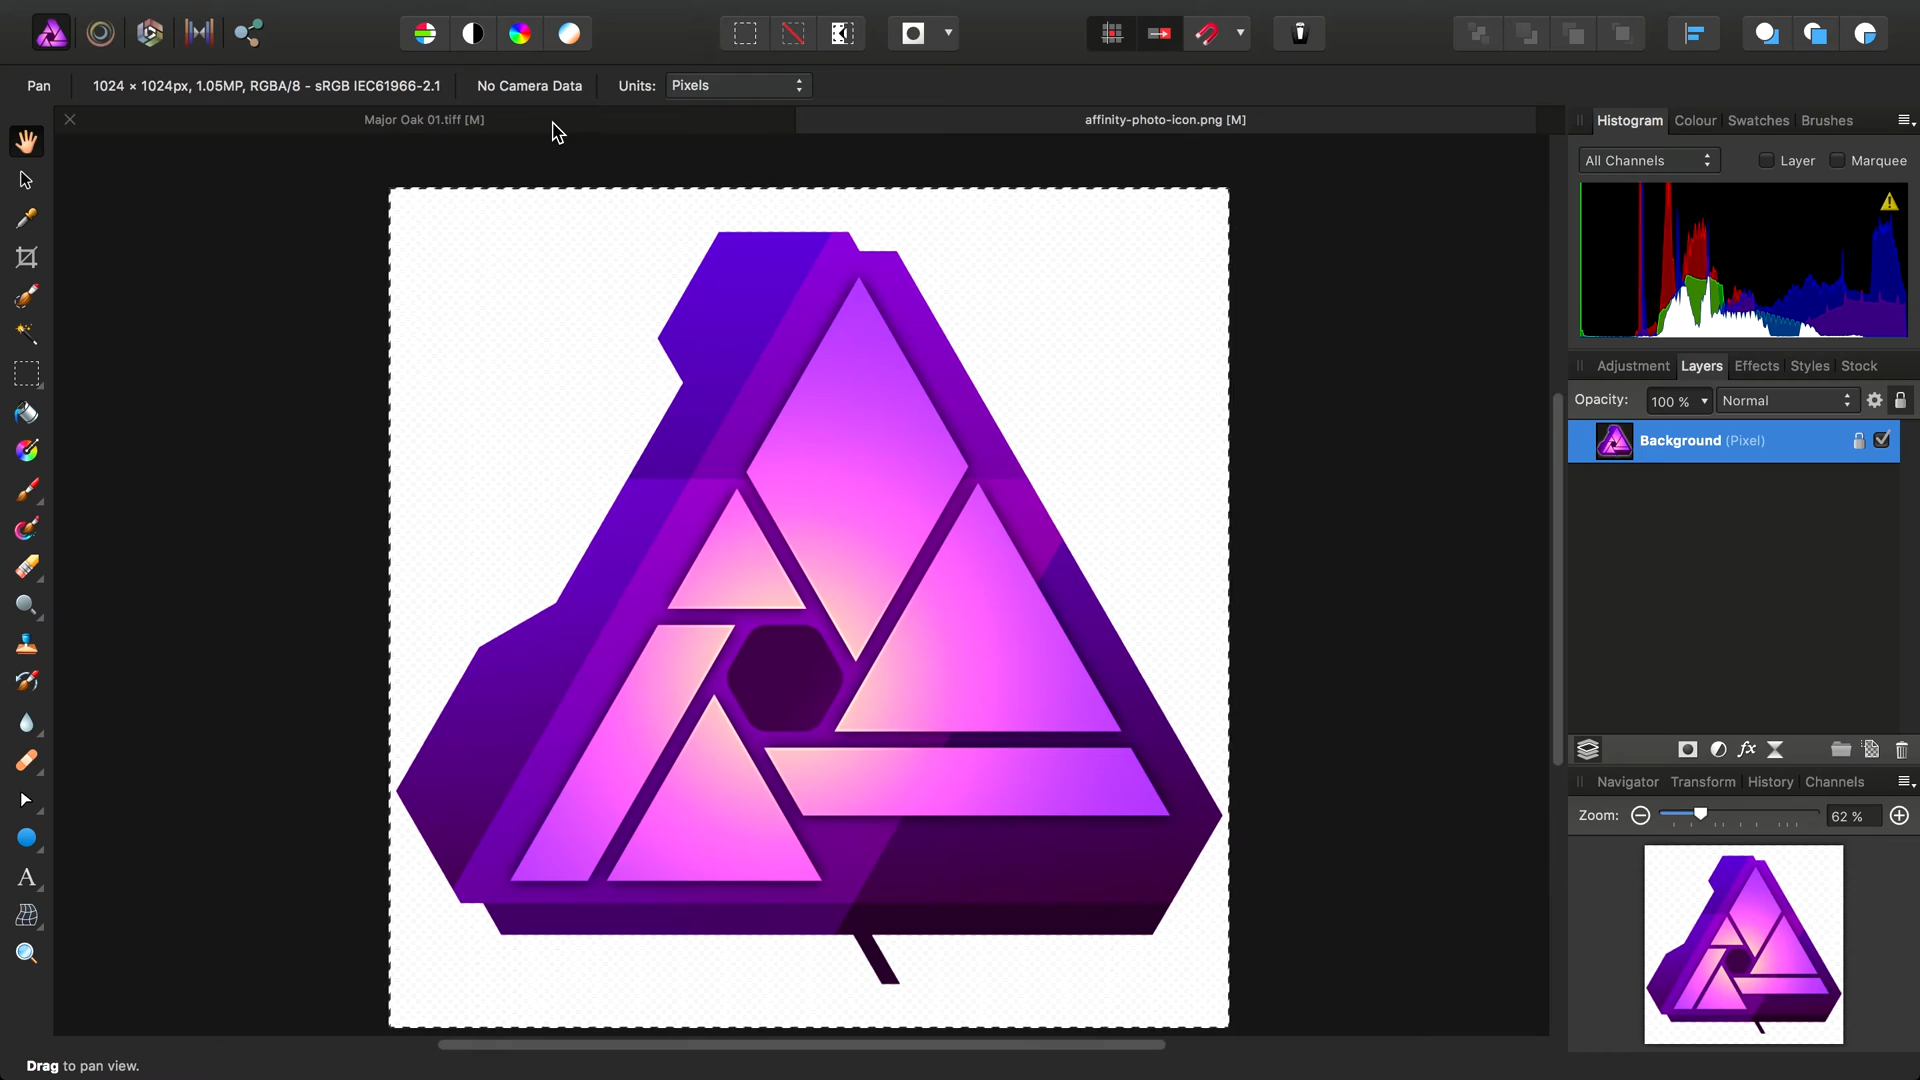 Pan
1024 × 1024px, 1.05MP, RGBA/8 - sRGB IEC61966-2.1
No Camera Data
Units:
Pixels
Major Oak 01.tiff [M]
affinity-photo-icon.png [M]
Histogram
Colour
Swatches
Brushes
All Channels
Layer
Marquee
Adjustment
Layers
Effects
Styles
Stock
Opacity:
100 %
Normal
Background (Pixel)
fx
Navigator
Transform
History
Channels
Zoom:
62 %
A
Drag to pan view.